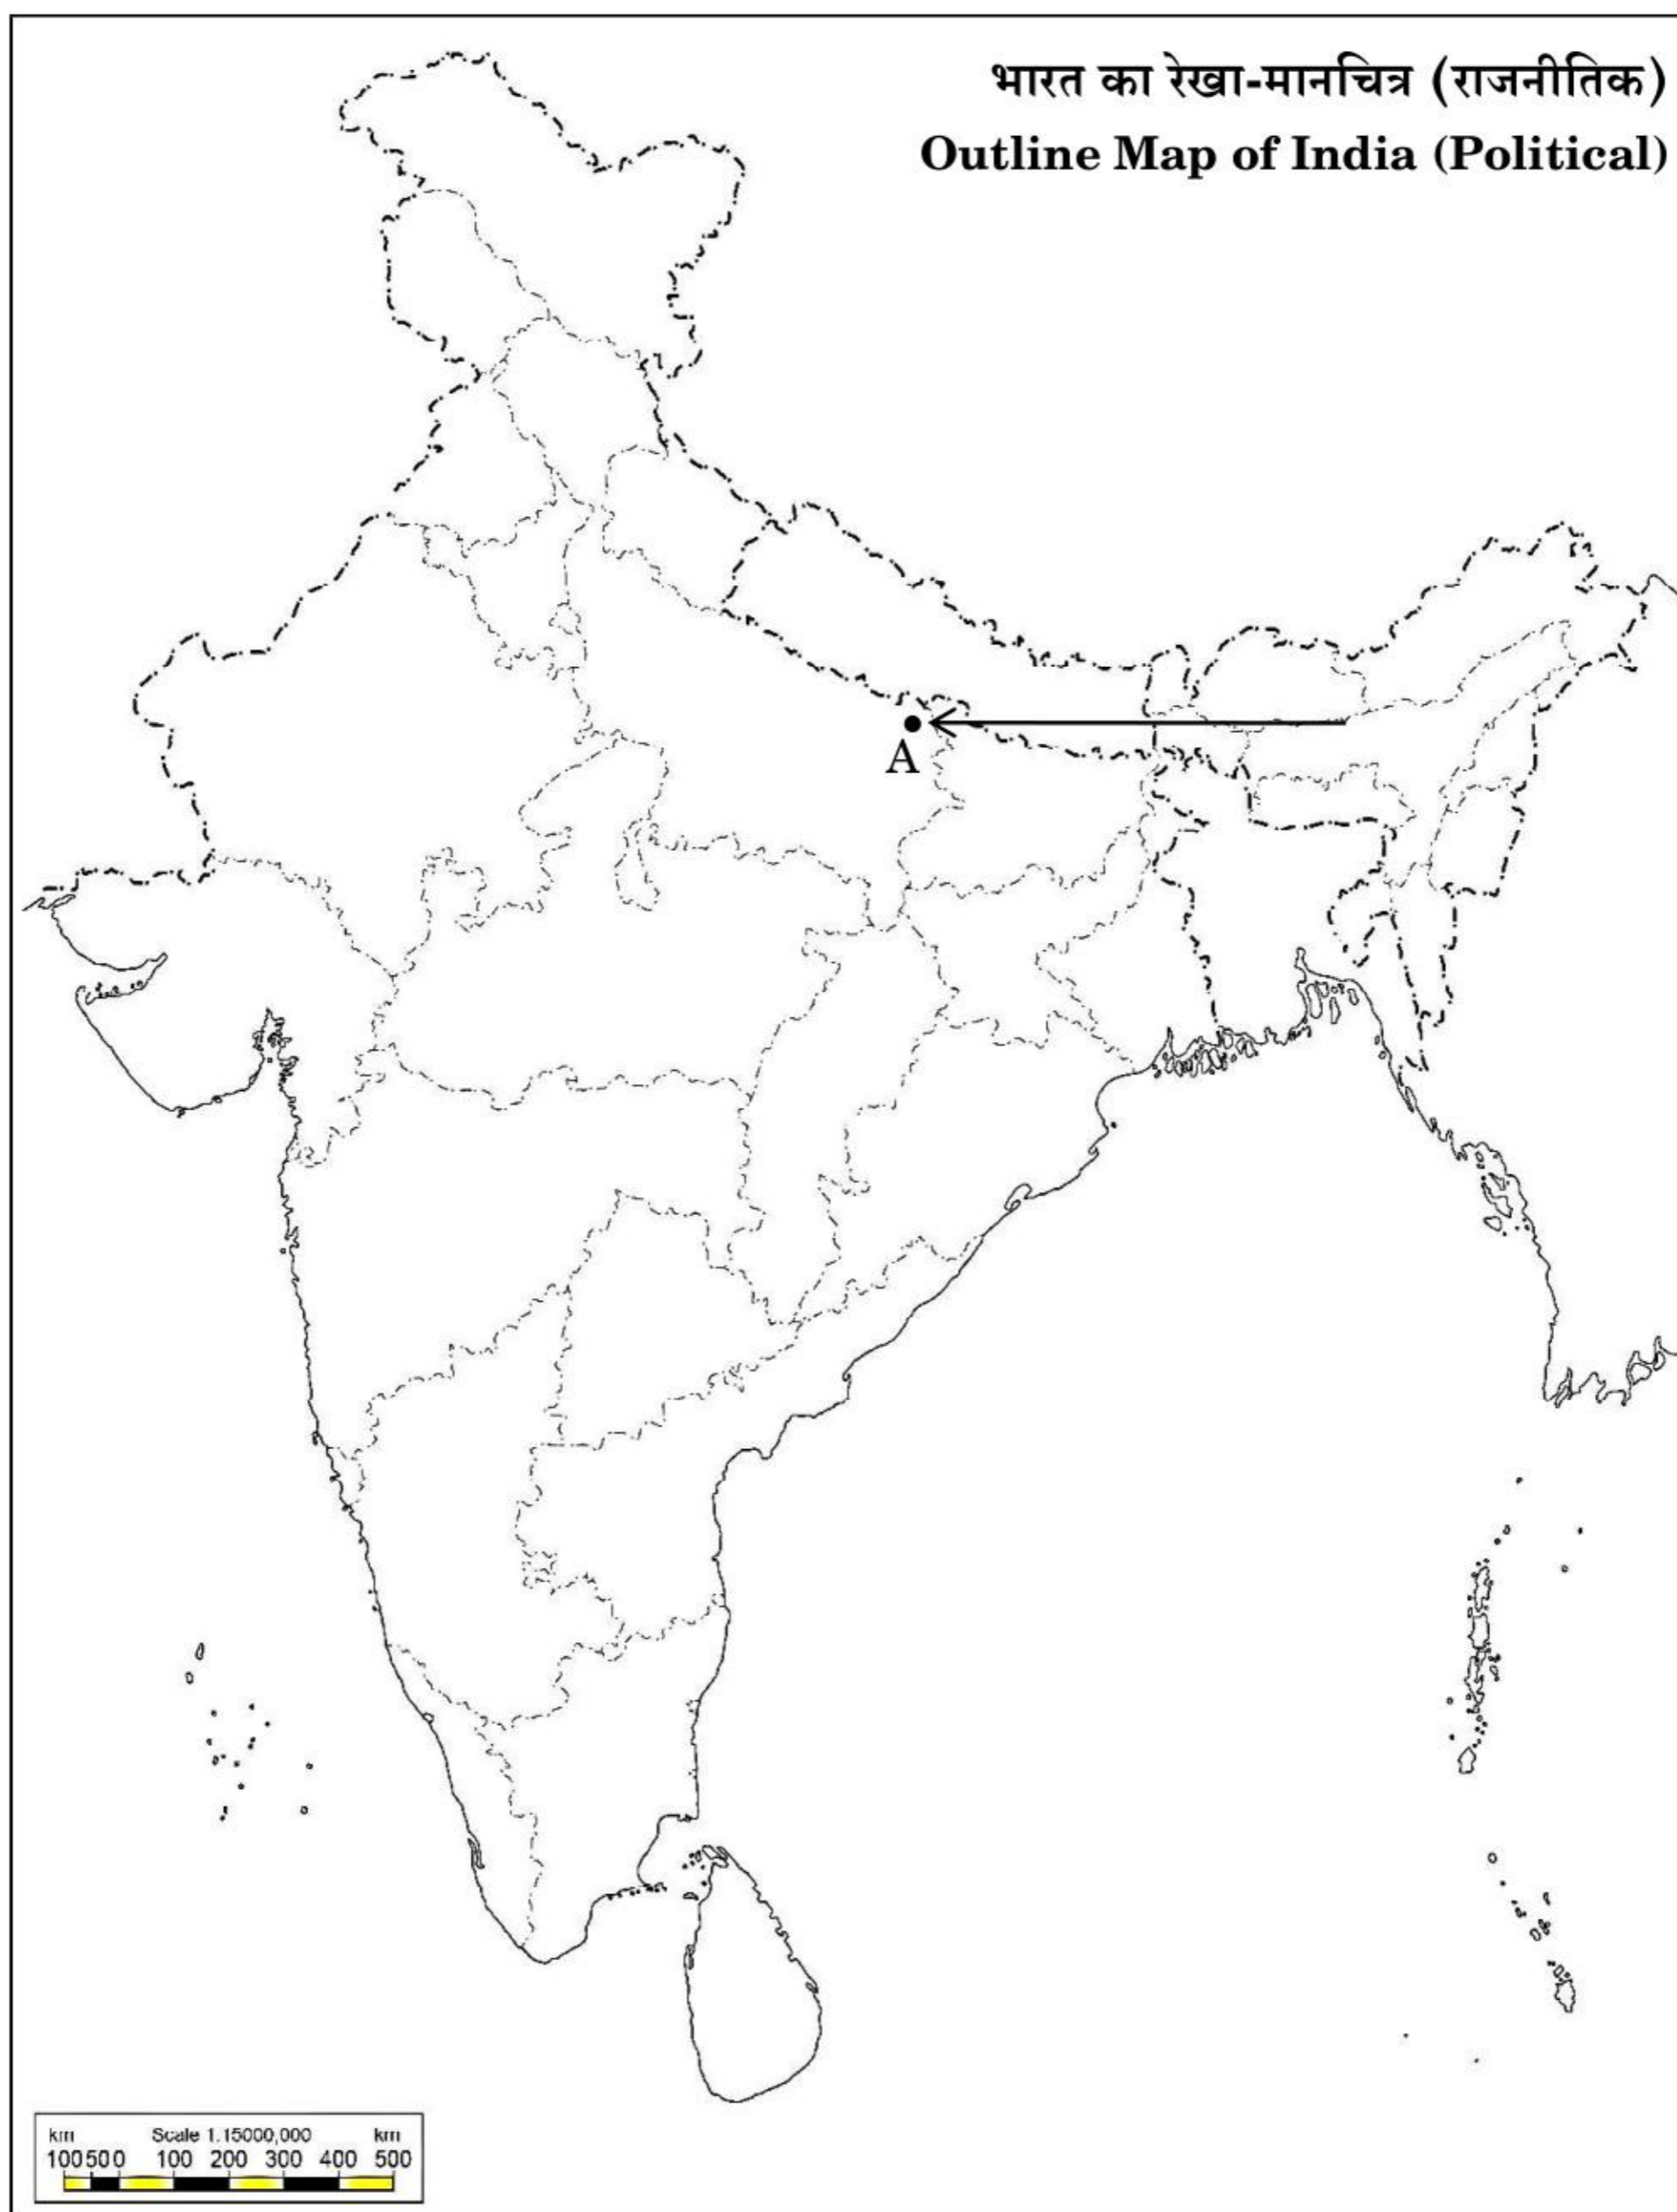 भारत का रेखा-मानचित्र (राजनीतिक)
Outline Map of India (Political)
A
km Scale 1.15000,000 km
100 50 0 100 200 300 400 500